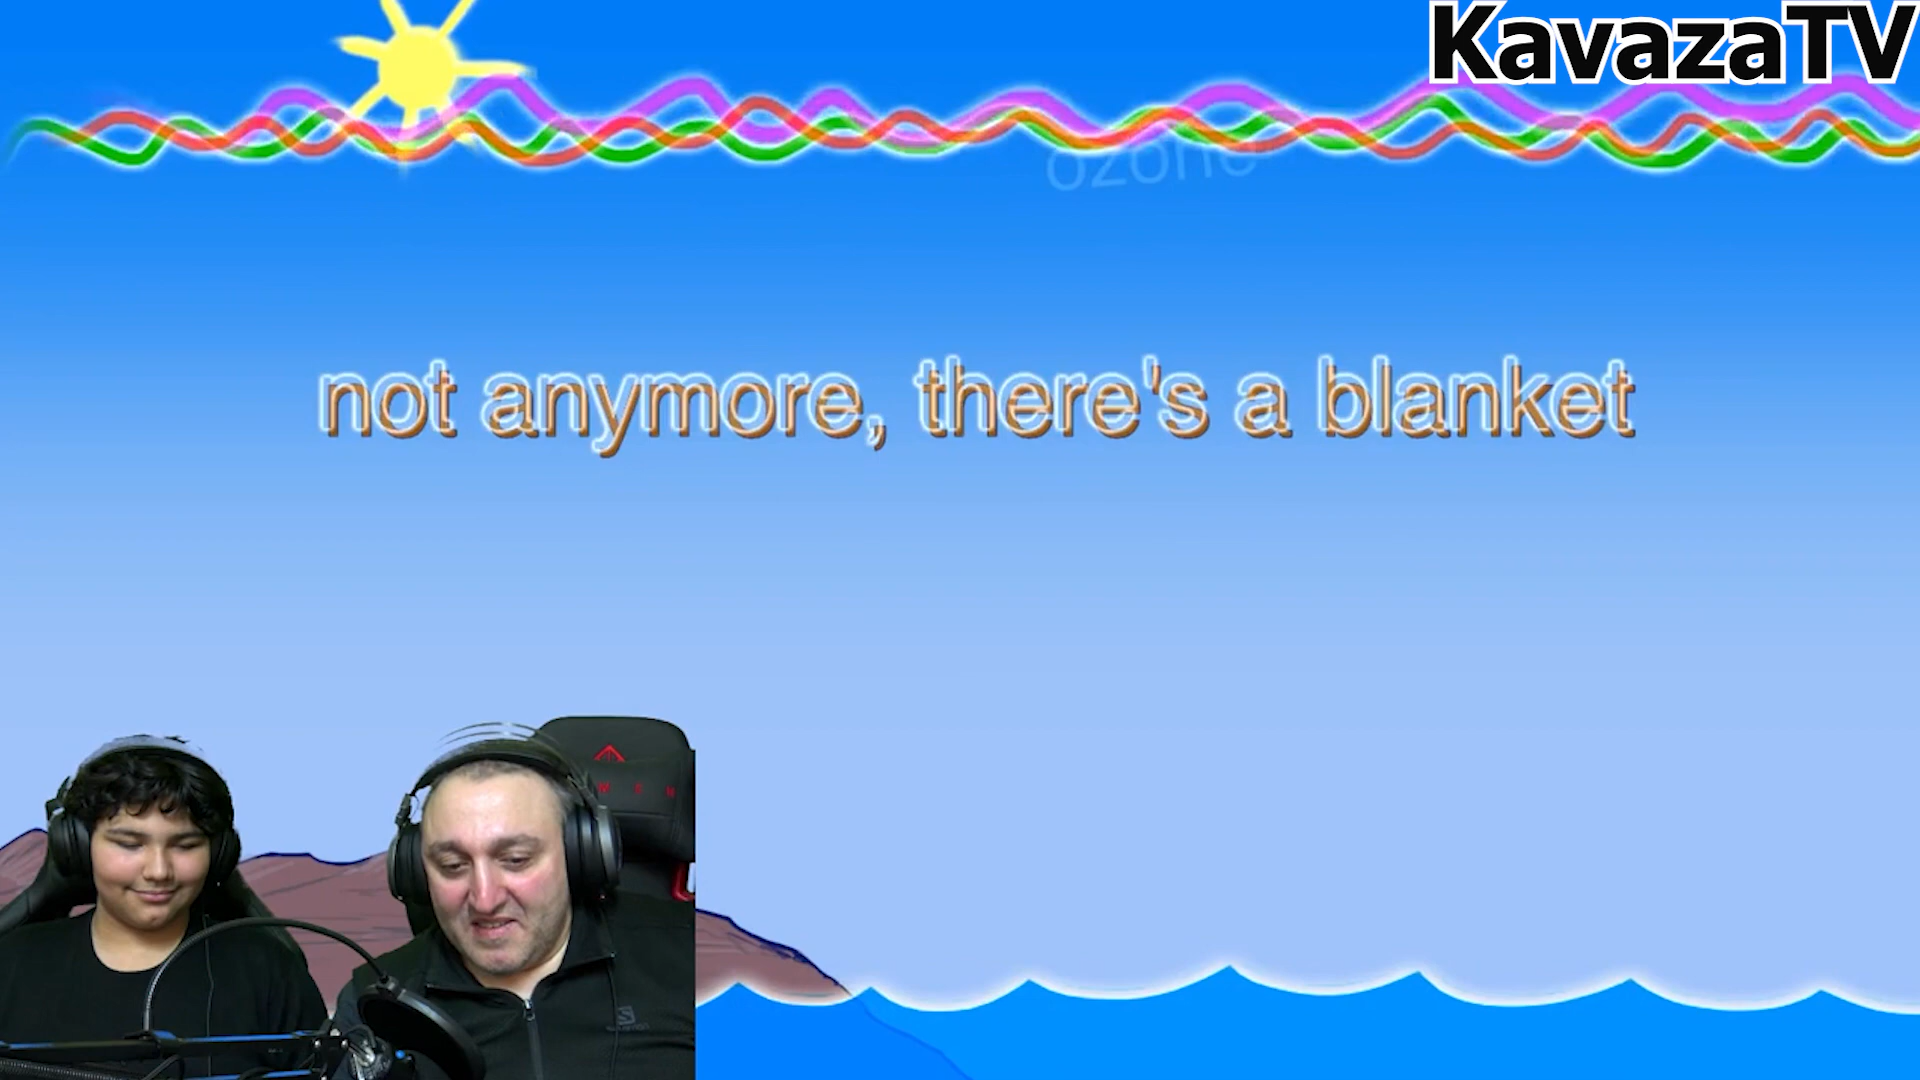 KavazaTV
ozone
not anymore, there's a blanket